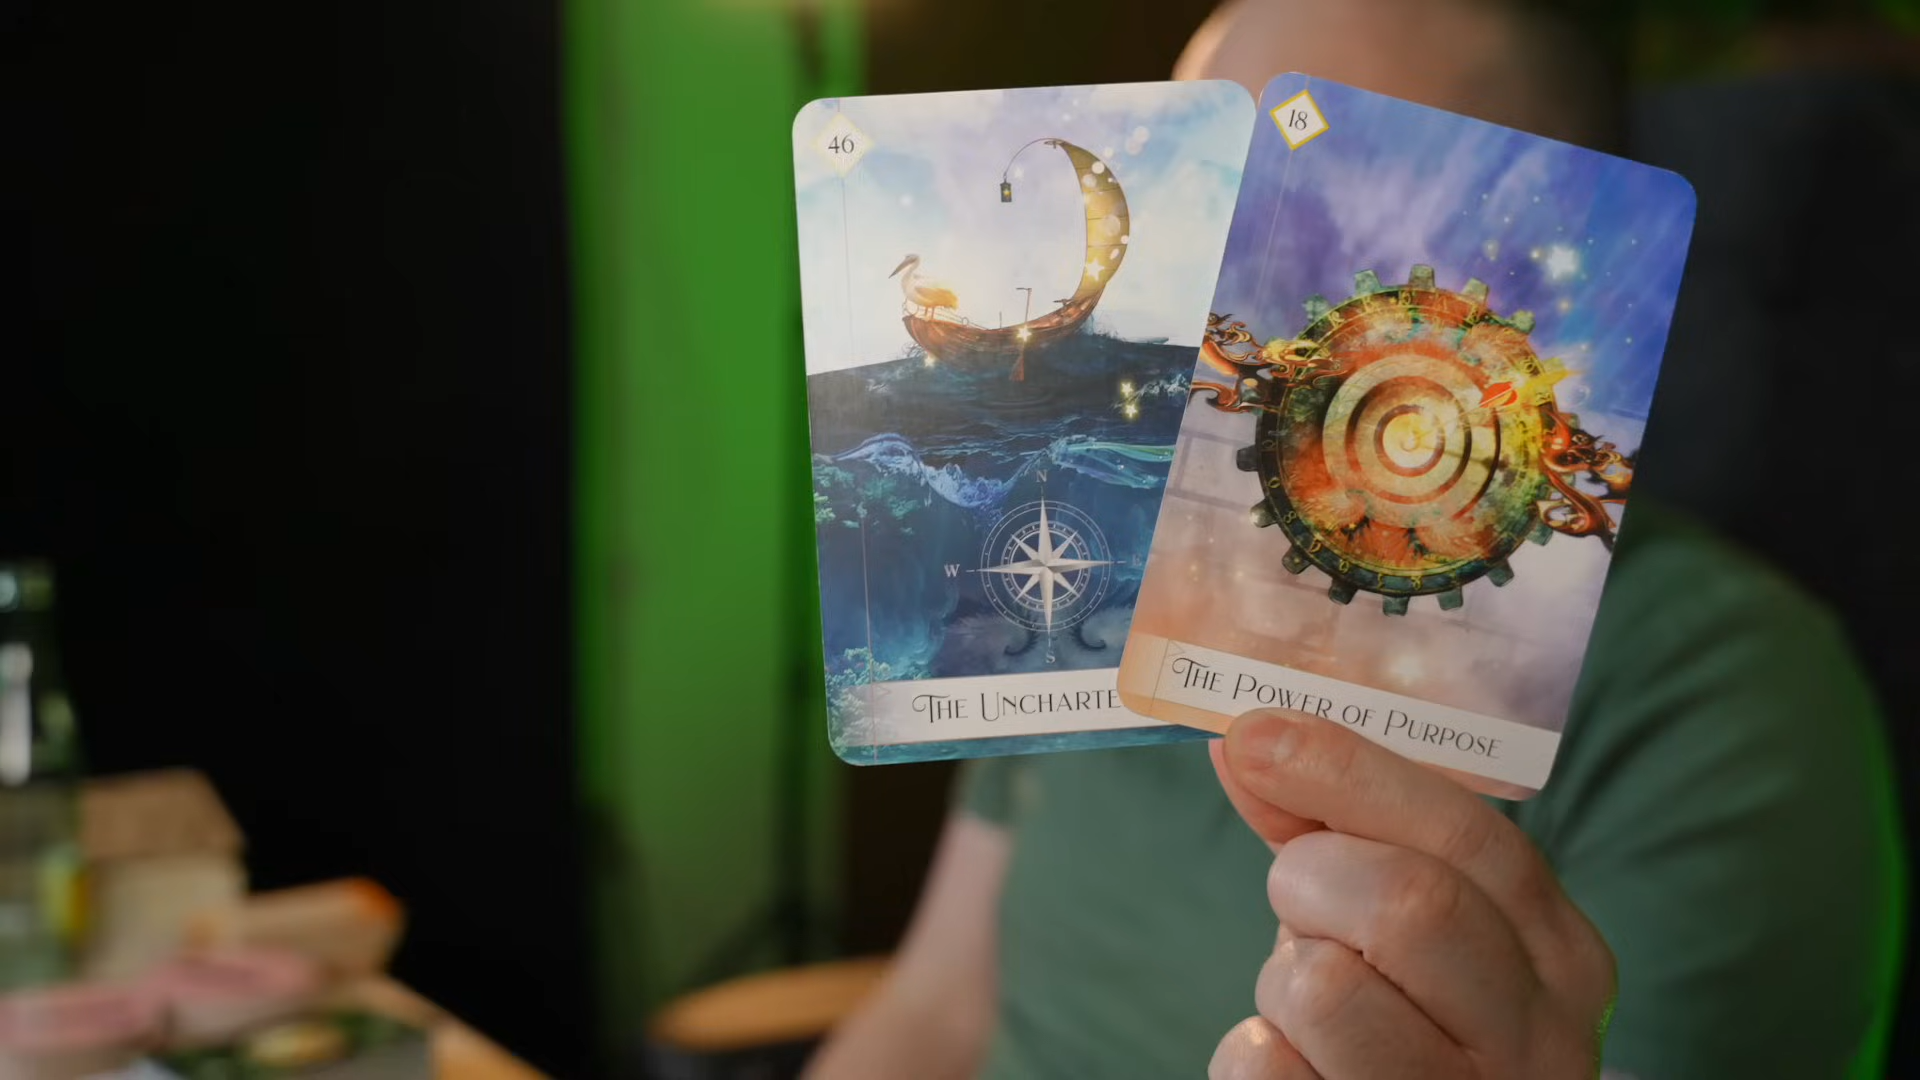 46
18
N
W
S
THE UNCHARTE
THE POWER OF PURPOSE